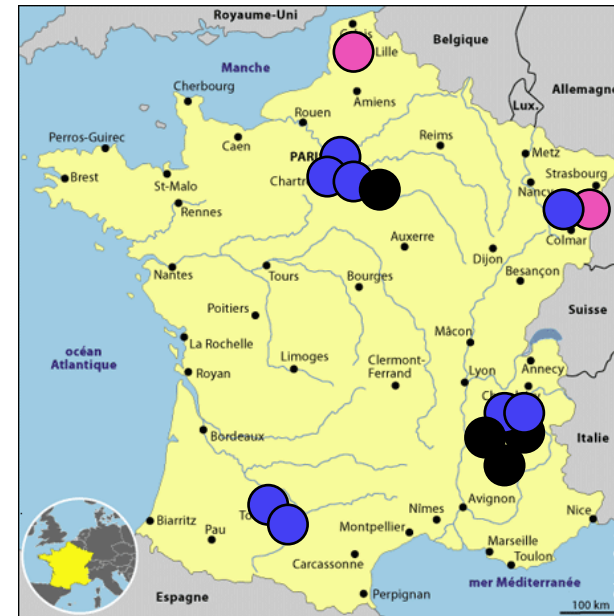 Royaume-Uni
Belgique
Lille
Manche
Allemagne
Cherbourg
Amiens
Lux.
Rouen
Perros-Guirec
Caen
Reims
Metz
Strasbourg
Brest
St-Malo
Nancy
Rennes
Colmar
Auxerre
Dijon
Besançon
Nantes
Tours
Bourges
Suisse
Poitiers
océan
Atlantique
La Rochelle
Mâcon
Limoges
Clermont-
Ferrand
Lyon
Annecy
Royan
Bordeaux
Italie
Avignon
Nîmes
Nice
Biarritz
Pau
Montpellier
Marseille
Toulon
Carcassonne
mer Méditerranée
Espagne
Perpignan
100 km